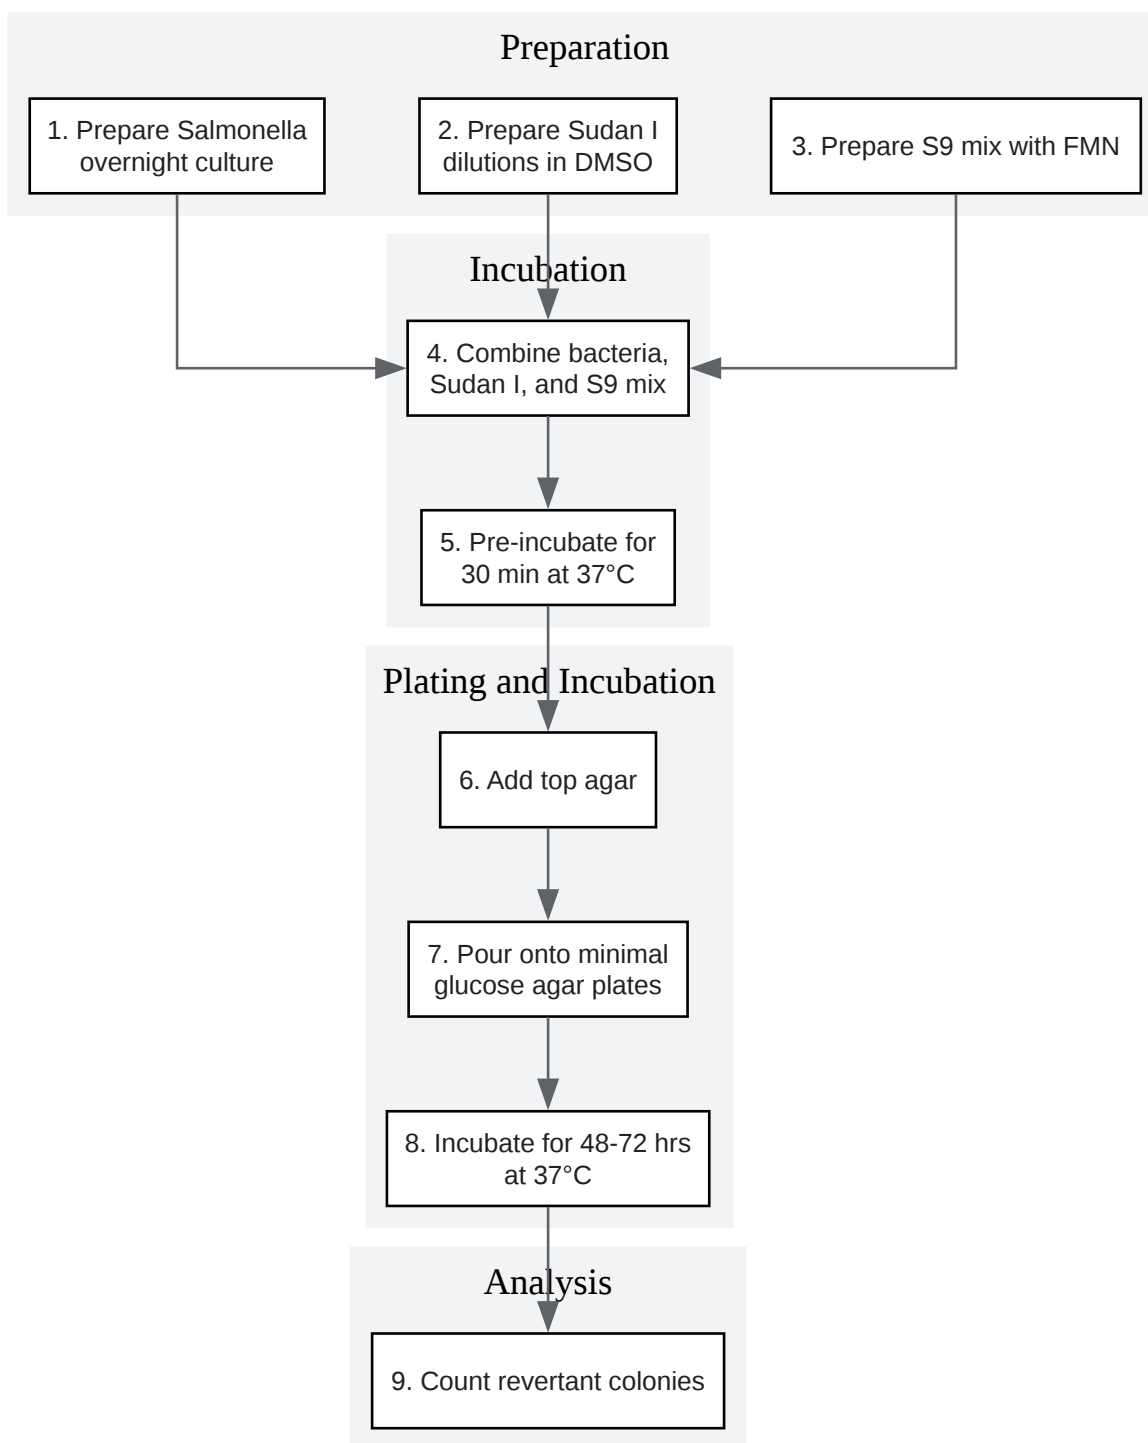 Preparation
1. Prepare Salmonella
overnight culture
2. Prepare Sudan I
dilutions in DMSO
3. Prepare S9 mix with FMN
Incubation
4. Combine bacteria,
Sudan I, and S9 mix
5. Pre-incubate for
30 min at 37°C
Plating and Incubation
6. Add top agar
7. Pour onto minimal
glucose agar plates
8. Incubate for 48-72 hrs
at 37°C
Analysis
9. Count revertant colonies